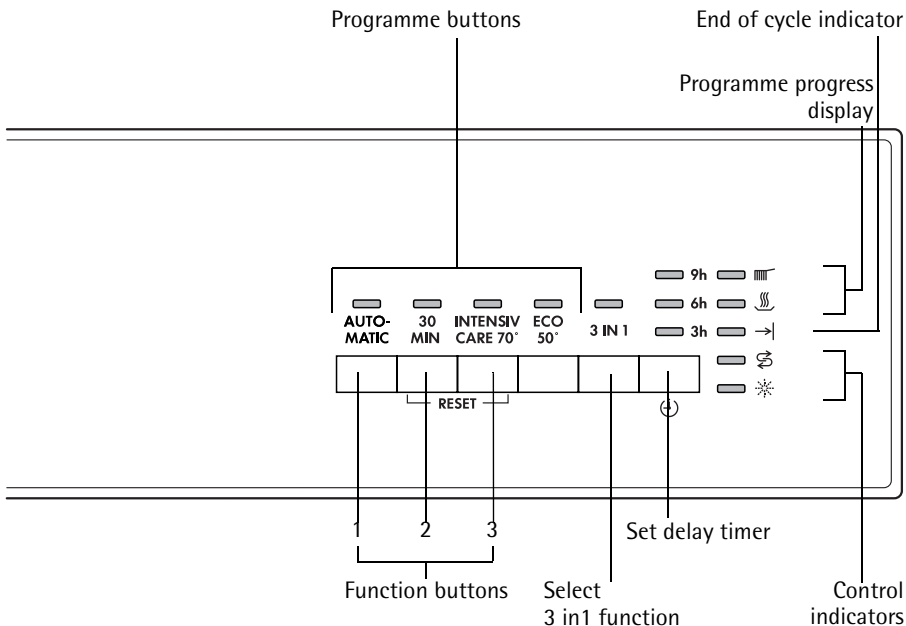 Programme buttons
End of cycle indicator
Programme progress
display
9h
6h
3h
AUTO-
MATIC
30
MIN
INTENSIV
CARE 70°
ECO
50°
3 IN 1
RESET
1 2 3
Function buttons
Set delay timer
Select
3 in1 function
Control
indicators